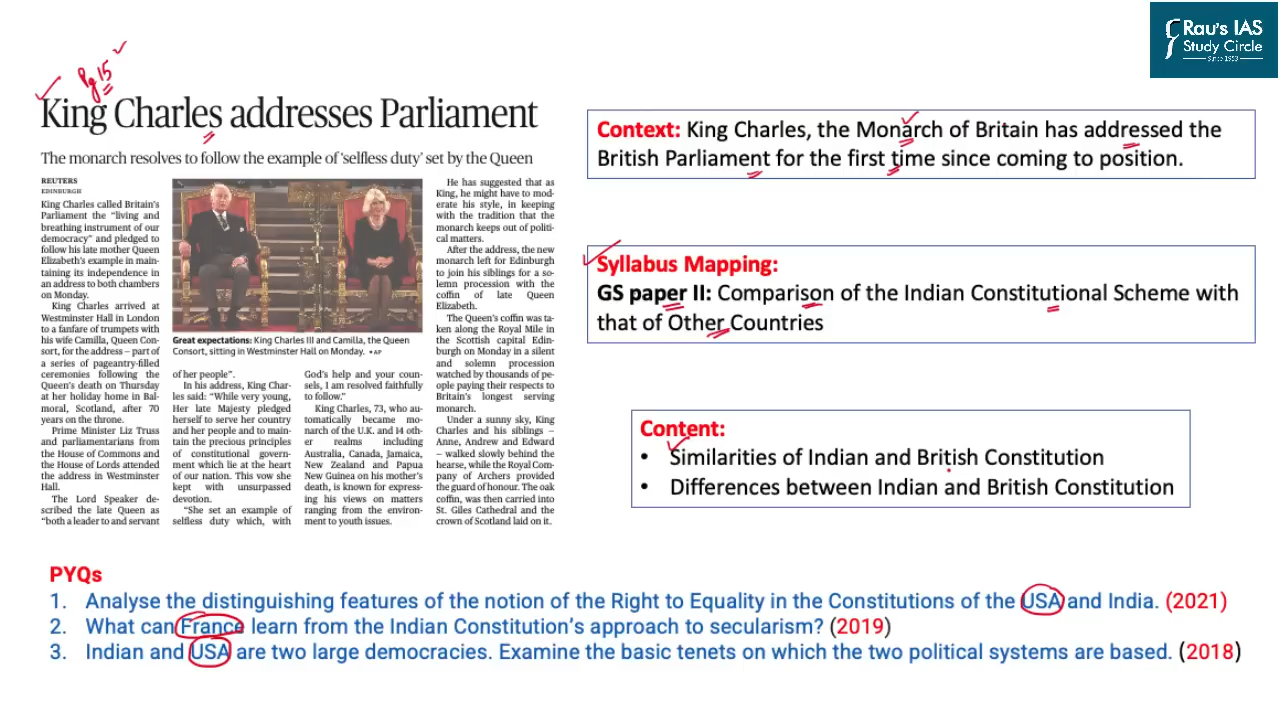 Rau's IAS
Study Circle
Since 1953
Pg 15
King Charles addresses Parliament
The monarch resolves to follow the example of 'selfless duty' set by the Queen
REUTERS
EDINBURGH
King Charles called Britain's
Parliament the "living and
breathing instrument of our
democracy" and pledged to
follow his late mother Queen
Elizabeth's example in main-
taining its independence in
an address to both chambers
on Monday.
King Charles arrived at
Westminster Hall in London
to a fanfare of trumpets with
his wife Camilla, Queen Con-
sort, for the address – part of
a series of pageantry-filled
ceremonies following the
Queen's death on Thursday
at her holiday home in Bal-
moral, Scotland, after 70
years on the throne.
Prime Minister Liz Truss
and parliamentarians from
the House of Commons and
the House of Lords attended
the address in Westminster
Hall.
The Lord Speaker de-
scribed the late Queen as
"both a leader to and servant
Great expectations: King Charles III and Camilla, the Queen
Consort, sitting in Westminster Hall on Monday. • AP
of her people".
In his address, King Char-
les said: "While very young,
Her late Majesty pledged
herself to serve her country
and her people and to main-
tain the precious principles
of constitutional govern-
ment which lie at the heart
of our nation. This vow she
kept with unsurpassed
devotion.
"She set an example of
selfless duty which, with
God's help and your coun-
sels, I am resolved faithfully
to follow."
King Charles, 73, who au-
tomatically became mo-
narch of the U.K. and 14 oth-
er realms including
Australia, Canada, Jamaica,
New Zealand and Papua
New Guinea on his mother's
death, is known for express-
ing his views on matters
ranging from the environ-
ment to youth issues.
He has suggested that as
King, he might have to mod-
erate his style, in keeping
with the tradition that the
monarch keeps out of politi-
cal matters.
After the address, the new
monarch left for Edinburgh
to join his siblings for a so-
lemn procession with the
coffin of late Queen
Elizabeth.
The Queen's coffin was ta-
ken along the Royal Mile in
the Scottish capital Edin-
burgh on Monday in a silent
and solemn procession
watched by thousands of pe-
ople paying their respects to
Britain's longest serving
monarch.
Under a sunny sky, King
Charles and his siblings –
Anne, Andrew and Edward
– walked slowly behind the
hearse, while the Royal Com-
pany of Archers provided
the guard of honour. The oak
coffin, was then carried into
St. Giles Cathedral and the
crown of Scotland laid on it.
Context: King Charles, the Monarch of Britain has addressed the
British Parliament for the first time since coming to position.
Syllabus Mapping:
GS paper II: Comparison of the Indian Constitutional Scheme with
that of Other Countries
Content:
• Similarities of Indian and British Constitution
• Differences between Indian and British Constitution
PYQs
1. Analyse the distinguishing features of the notion of the Right to Equality in the Constitutions of the USA and India. (2021)
2. What can France learn from the Indian Constitution's approach to secularism? (2019)
3. Indian and USA are two large democracies. Examine the basic tenets on which the two political systems are based. (2018)